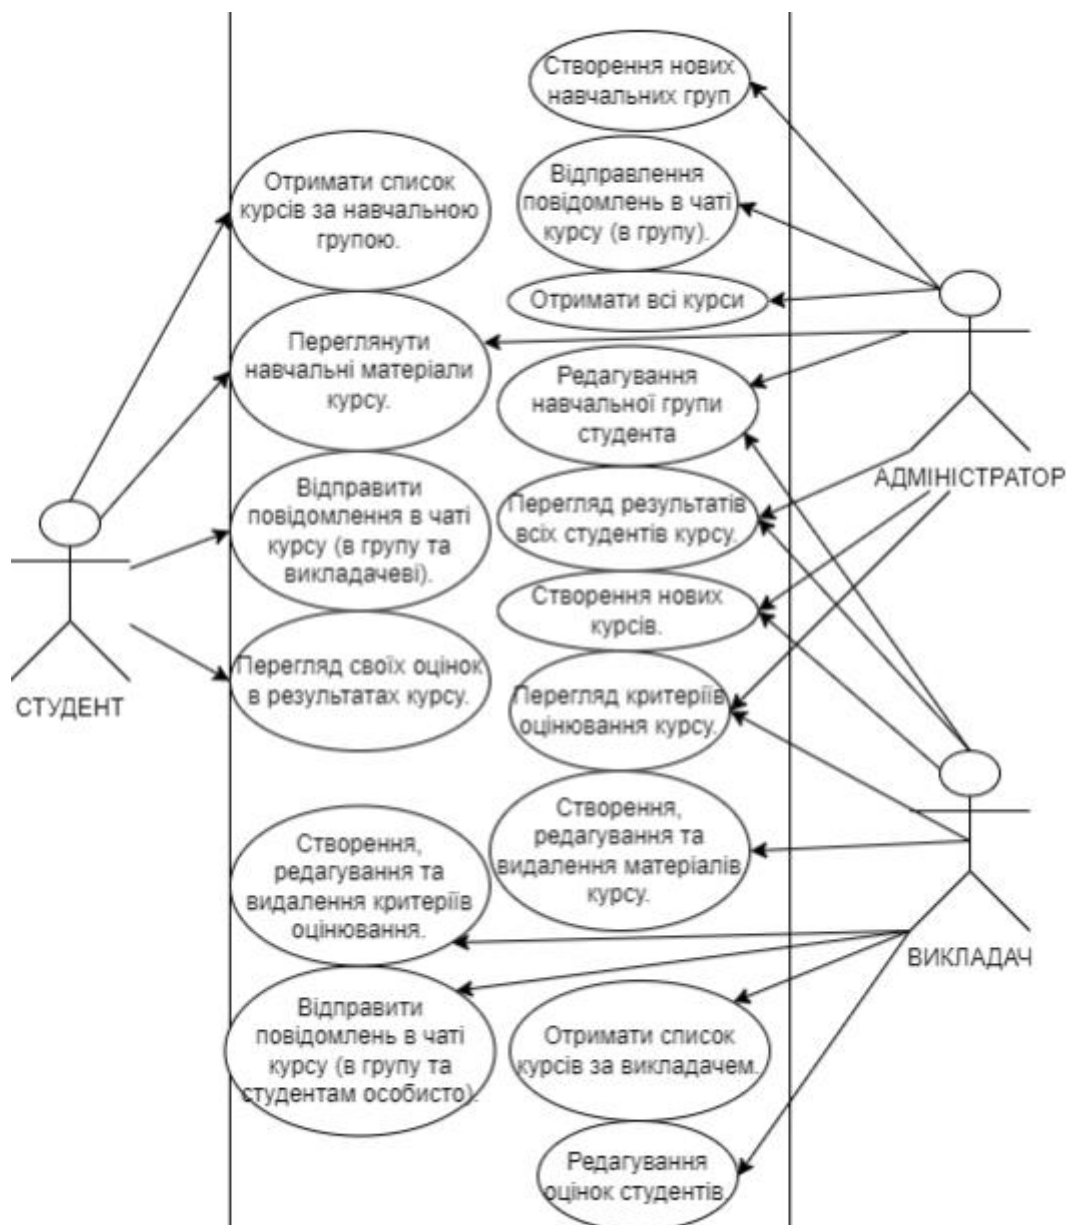 Створення нових
навчальних груп
Відправлення
повідомлень в чаті
курсу (в групу).
Отримати список
курсів за навчальною
групою.
Отримати всі курси
Переглянути
навчальні матеріали
курсу.
Редагування
навчальної групи
студента
АДМІНІСТРАТОР
Відправити
повідомлення в чаті
курсу (в групу та
викладачеві).
Перегляд результатів
всіх студентів курсу.
Створення нових
курсів.
СТУДЕНТ
Перегляд своїх оцінок
в результатах курсу.
Перегляд критеріїв
оцінювання курсу.
Створення,
редагування та
видалення критеріїв
оцінювання.
Створення,
редагування та
видалення матеріалів
курсу.
ВИКЛАДАЧ
Відправити
повідомлень в чаті
курсу (в групу та
студентам особисто).
Отримати список
курсів за викладачем.
Редагування
оцінок студентів